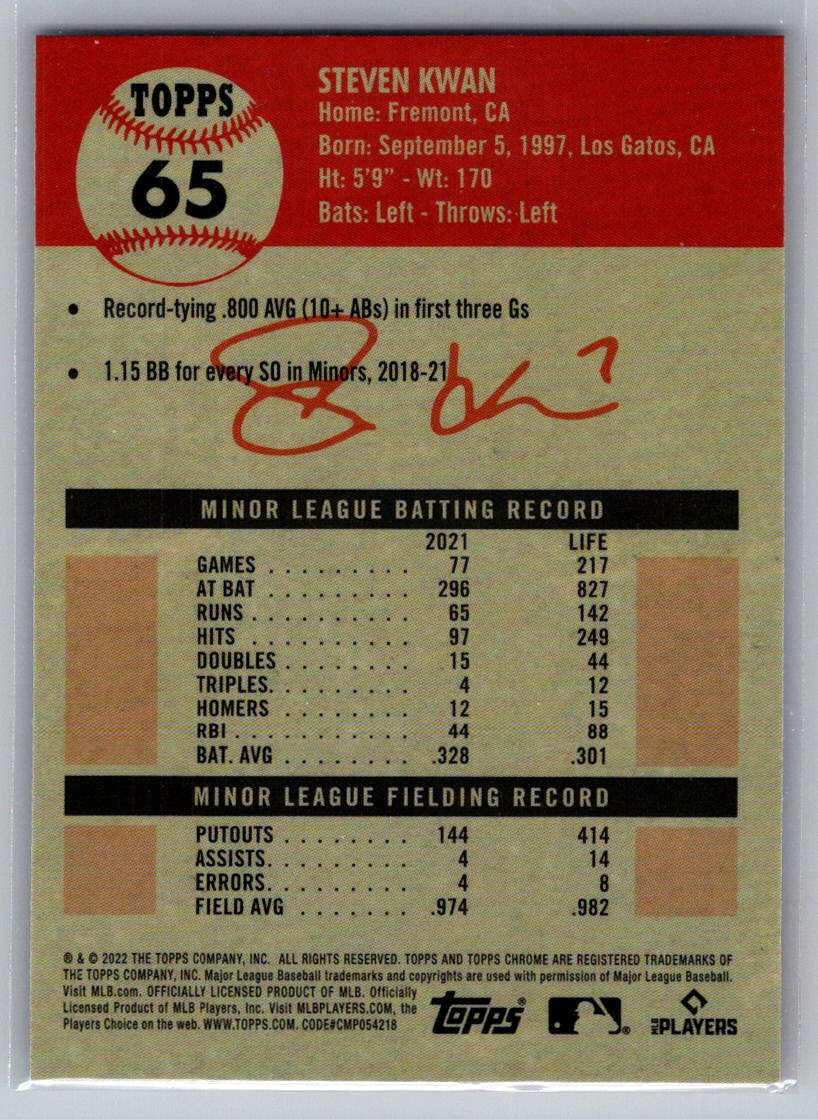 TOPPS
65
STEVEN KWAN
Home: Fremont, CA
Born: September 5, 1997, Los Gatos, CA
Ht: 5'9" - Wt: 170
Bats: Left - Throws: Left
• Record-tying .800 AVG (10+ ABs) in first three Gs
• 1.15 BB for every SO in Minors, 2018-21
MINOR LEAGUE BATTING RECORD
2021 LIFE
GAMES . . . . . . . . . 77 217
AT BAT . . . . . . . . . 296 827
RUNS . . . . . . . . . . 65 142
HITS . . . . . . . . . . 97 249
DOUBLES . . . . . . . . 15 44
TRIPLES. . . . . . . . . 4 12
HOMERS . . . . . . . . 12 15
RBI . . . . . . . . . . . 44 88
BAT. AVG . . . . . . . . .328 .301
MINOR LEAGUE FIELDING RECORD
PUTOUTS . . . . . . . . 144 414
ASSISTS. . . . . . . . . 4 14
ERRORS. . . . . . . . . 4 8
FIELD AVG . . . . . . . .974 .982
® & © 2022 THE TOPPS COMPANY, INC. ALL RIGHTS RESERVED. TOPPS AND TOPPS CHROME ARE REGISTERED TRADEMARKS OF
THE TOPPS COMPANY, INC. Major League Baseball trademarks and copyrights are used with permission of Major League Baseball.
Visit MLB.com. OFFICIALLY LICENSED PRODUCT OF MLB. Officially
Licensed Product of MLB Players, Inc. Visit MLBPLAYERS.COM, the
Players Choice on the web. WWW.TOPPS.COM. CODE#CMP054218
Topps®
MLB PLAYERS